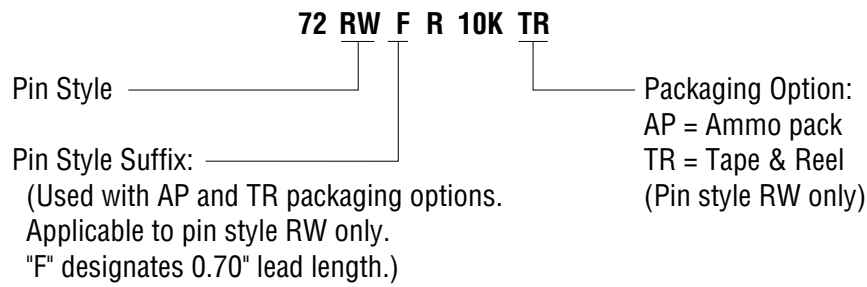 72 RW F R 10K TR
Pin Style
Pin Style Suffix:
(Used with AP and TR packaging options.
Applicable to pin style RW only.
"F" designates 0.70" lead length.)
Packaging Option:
AP = Ammo pack
TR = Tape & Reel
(Pin style RW only)